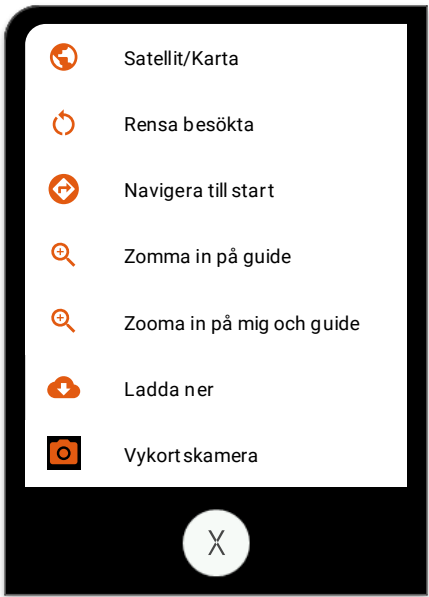 Satellit/Karta
Rensa besökta
Navigera till start
Zomma in på guide
Zooma in på mig och guide
Ladda ner
Vykortskamera
X